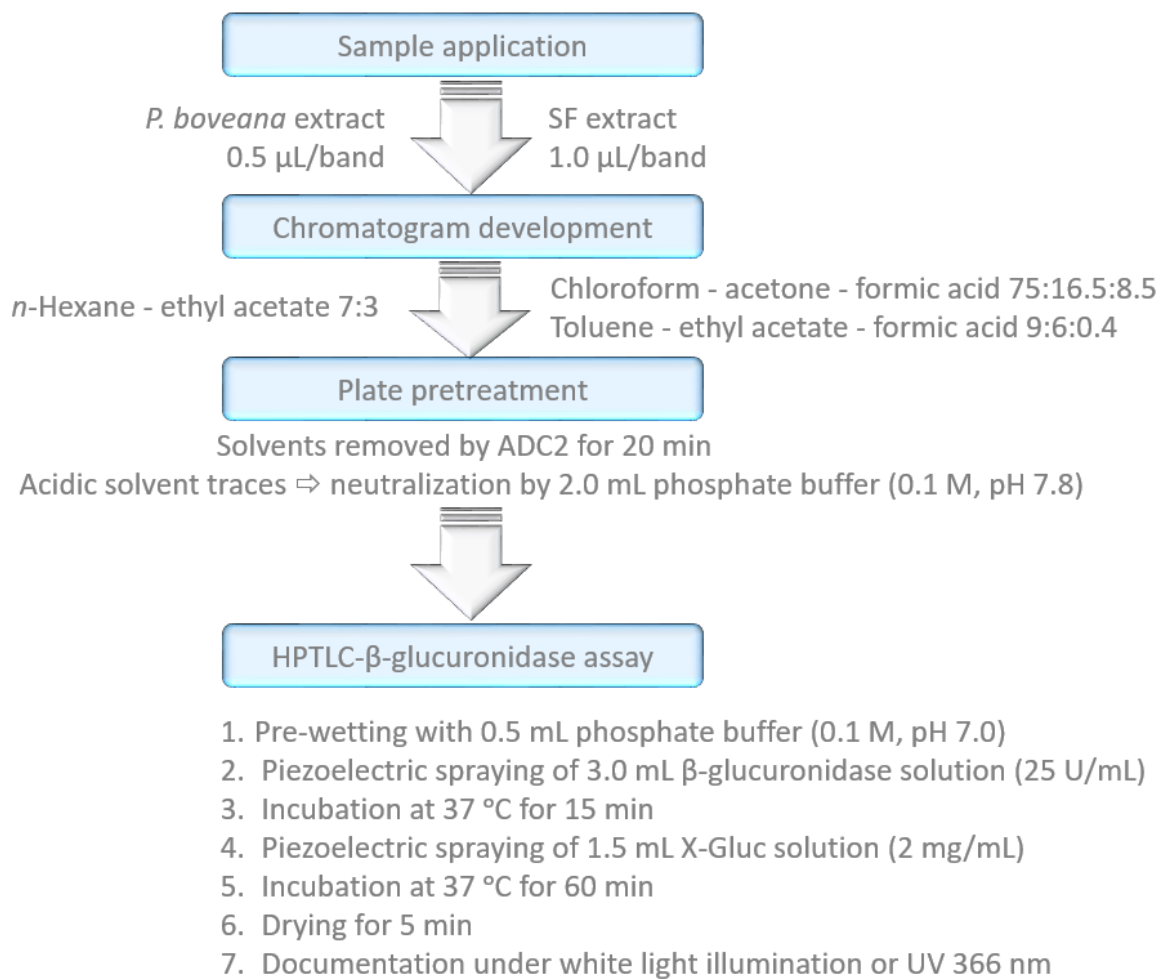 Sample application
P. boveana extract
0.5 µL/band
SF extract
1.0 µL/band
Chromatogram development
n-Hexane - ethyl acetate 7:3
Chloroform - acetone - formic acid 75:16.5:8.5
Toluene - ethyl acetate - formic acid 9:6:0.4
Plate pretreatment
Solvents removed by ADC2 for 20 min
Acidic solvent traces ⇨ neutralization by 2.0 mL phosphate buffer (0.1 M, pH 7.8)
HPTLC-β-glucuronidase assay
1. Pre-wetting with 0.5 mL phosphate buffer (0.1 M, pH 7.0)
2. Piezoelectric spraying of 3.0 mL β-glucuronidase solution (25 U/mL)
3. Incubation at 37 °C for 15 min
4. Piezoelectric spraying of 1.5 mL X-Gluc solution (2 mg/mL)
5. Incubation at 37 °C for 60 min
6. Drying for 5 min
7. Documentation under white light illumination or UV 366 nm